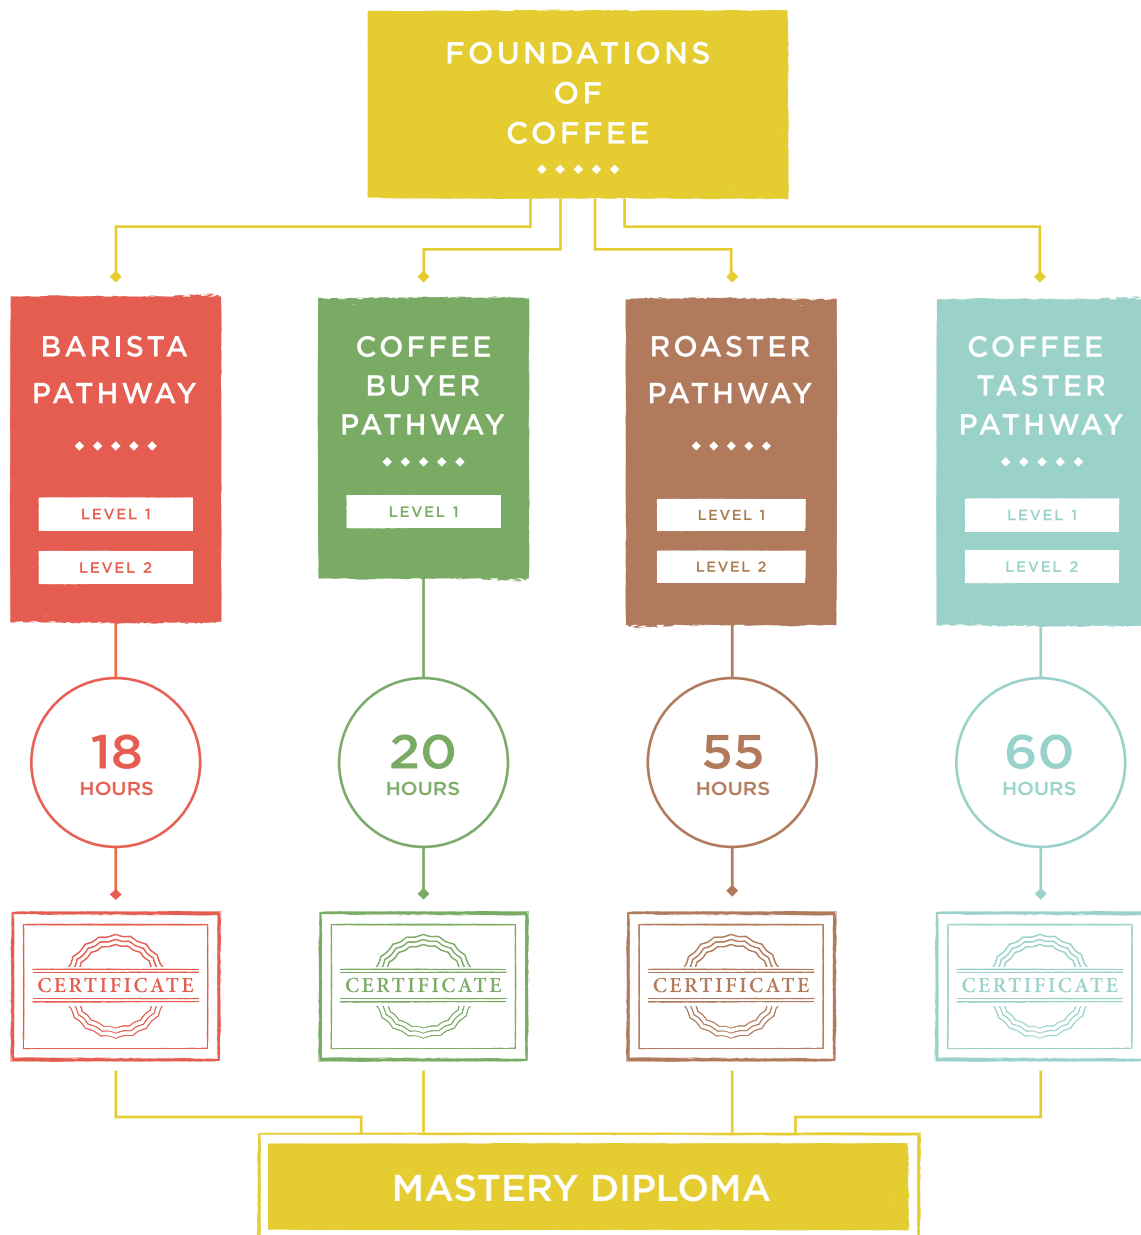 FOUNDATIONS
OF
COFFEE
BARISTA
PATHWAY
LEVEL 1
LEVEL 2
COFFEE
BUYER
PATHWAY
LEVEL 1
ROASTER
PATHWAY
LEVEL 1
LEVEL 2
COFFEE
TASTER
PATHWAY
LEVEL 1
LEVEL 2
18
HOURS
20
HOURS
55
HOURS
60
HOURS
CERTIFICATE
CERTIFICATE
CERTIFICATE
CERTIFICATE
MASTERY DIPLOMA